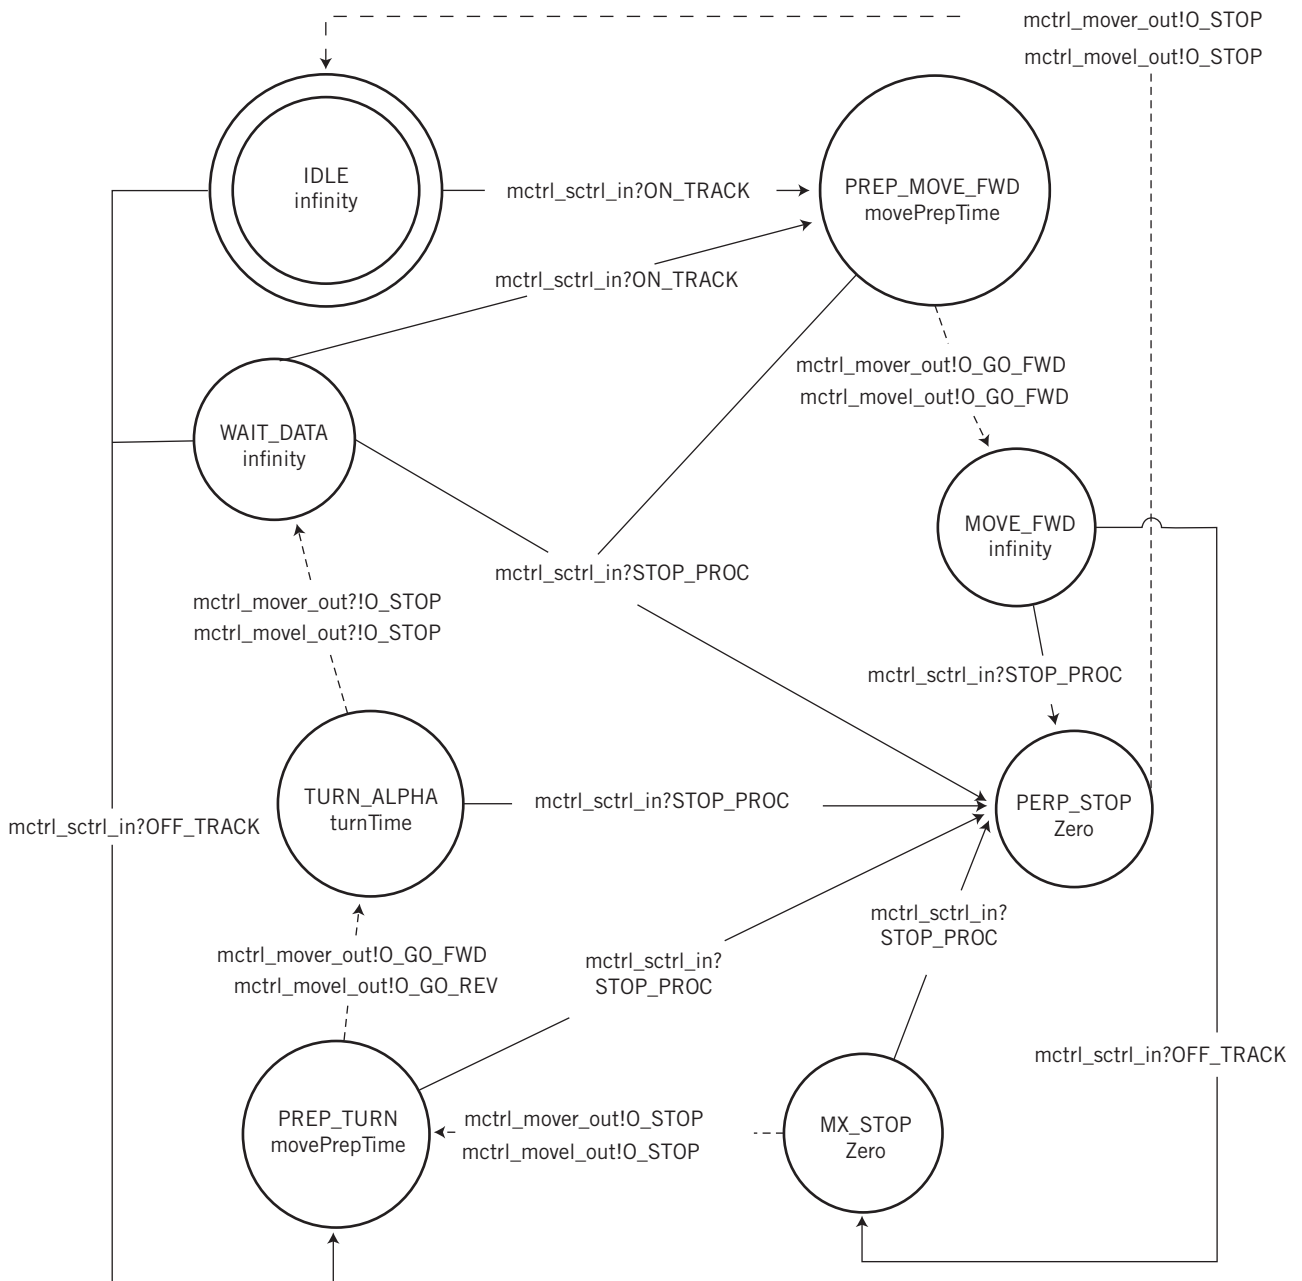 mctrl_mover_out!O_STOP
mctrl_movel_out!O_STOP
IDLE
infinity
mctrl_sctrl_in?ON_TRACK
PREP_MOVE_FWD
movePrepTime
mctrl_sctrl_in?ON_TRACK
mctrl_mover_out!O_GO_FWD
mctrl_movel_out!O_GO_FWD
WAIT_DATA
infinity
MOVE_FWD
infinity
mctrl_sctrl_in?STOP_PROC
mctrl_mover_out?!O_STOP
mctrl_movel_out?!O_STOP
mctrl_sctrl_in?STOP_PROC
TURN_ALPHA
turnTime
mctrl_sctrl_in?STOP_PROC
PERP_STOP
Zero
mctrl_sctrl_in?OFF_TRACK
mctrl_sctrl_in?
STOP_PROC
mctrl_mover_out!O_GO_FWD
mctrl_movel_out!O_GO_REV
mctrl_sctrl_in?
STOP_PROC
mctrl_sctrl_in?OFF_TRACK
PREP_TURN
movePrepTime
mctrl_mover_out!O_STOP
mctrl_movel_out!O_STOP
MX_STOP
Zero